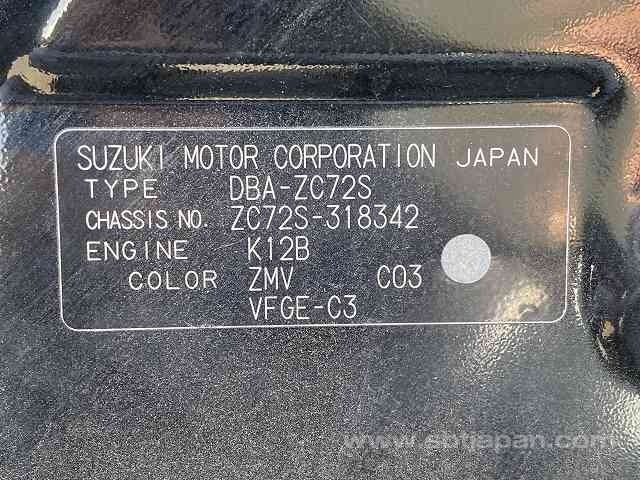 SUZUKI MOTOR CORPORATION JAPAN
TYPE DBA-ZC72S
CHASSIS NO. ZC72S-318342
ENGINE K12B
COLOR ZMV C03
VFGE-C3
www.sbtjapan.com